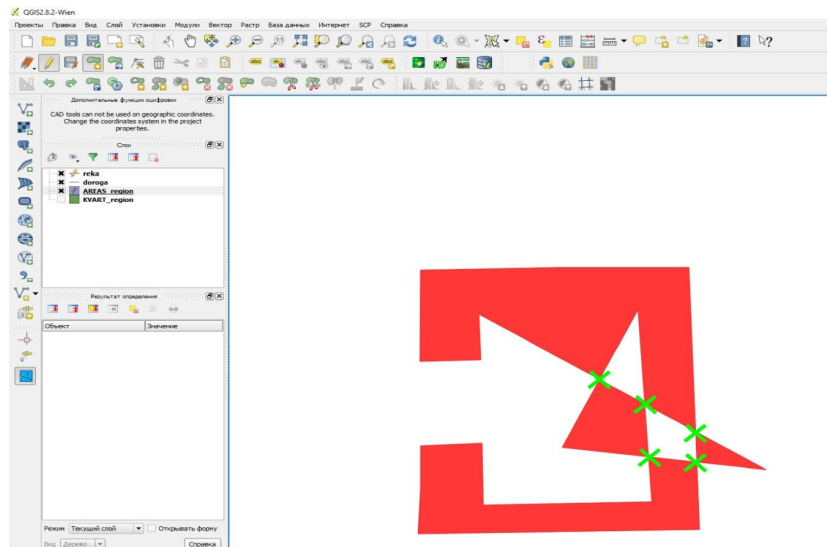 QGIS2.8.2-Wien
Проекты Правка Вид Слой Установки Модули Вектор Растр База данных Интернет SCP Справка
Дополнительные функции оцифровки
CAD tools can not be used on geographic coordinates.
Change the coordinates system in the project
properties.
Слои
reka
doroga
AREAS_region
KVART_region
Результат определения
Объект Значение
Режим Текущий слой Открывать форму
Вид Дерево Справка